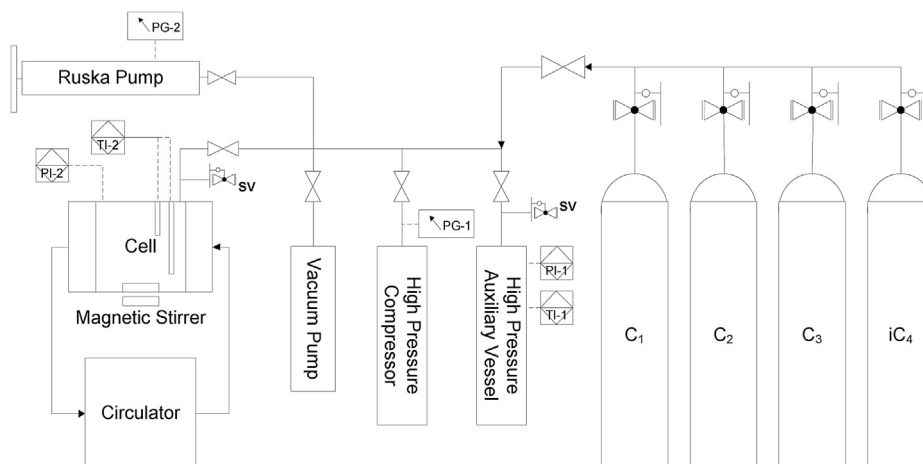 PG-2
Ruska Pump
TI-2
PI-2
SV
Cell
Magnetic Stirrer
Circulator
Vacuum Pump
PG-1
High Pressure
Compressor
SV
High Pressure
Auxiliary Vessel
PI-1
TI-1
C₁
C₂
C₃
iC₄